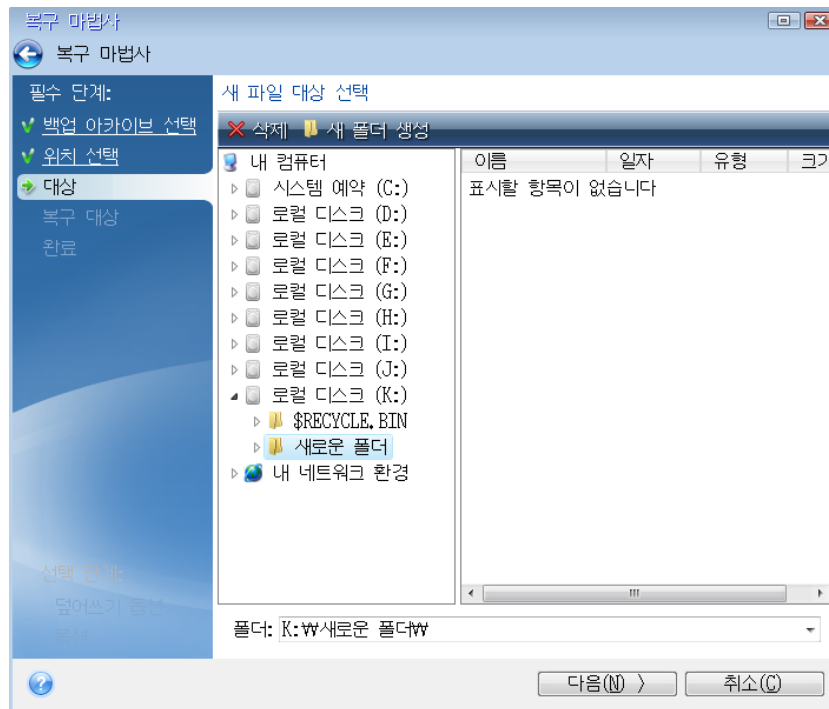 복구 마법사
복구 마법사
필수 단계:
백업 아카이브 선택
위치 선택
대상
복구 대상
완료
선택 단계:
덮어쓰기 옵션
새 파일 대상 선택
삭제 새 폴더 생성
내 컴퓨터
시스템 예약 (C:)
로컬 디스크 (D:)
로컬 디스크 (E:)
로컬 디스크 (F:)
로컬 디스크 (G:)
로컬 디스크 (H:)
로컬 디스크 (I:)
로컬 디스크 (J:)
로컬 디스크 (K:)
$RECYCLE.BIN
새로운 폴더
내 네트워크 환경
이름 일자 유형 크기
표시할 항목이 없습니다
폴더: K:₩새로운 폴더₩
다음(N) > 취소(C)